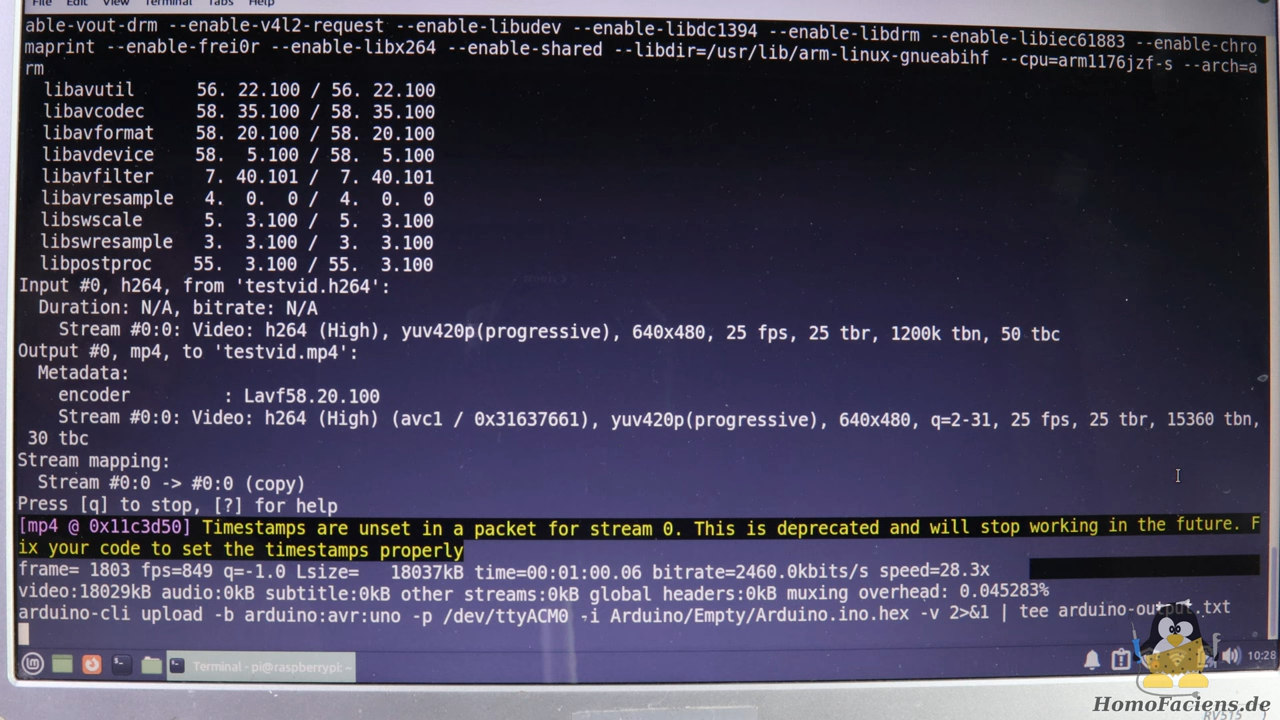 File Edit View Terminal Tabs Help
able-vout-drm --enable-v4l2-request --enable-libudev --enable-libdc1394 --enable-libdrm --enable-libiec61883 --enable-chro
maprint --enable-frei0r --enable-libx264 --enable-shared --libdir=/usr/lib/arm-linux-gnueabihf --cpu=arm1176jzf-s --arch=a
rm
libavutil 56. 22.100 / 56. 22.100
libavcodec 58. 35.100 / 58. 35.100
libavformat 58. 20.100 / 58. 20.100
libavdevice 58. 5.100 / 58. 5.100
libavfilter 7. 40.101 / 7. 40.101
libavresample 4. 0. 0 / 4. 0. 0
libswscale 5. 3.100 / 5. 3.100
libswresample 3. 3.100 / 3. 3.100
libpostproc 55. 3.100 / 55. 3.100
Input #0, h264, from 'testvid.h264':
Duration: N/A, bitrate: N/A
Stream #0:0: Video: h264 (High), yuv420p(progressive), 640x480, 25 fps, 25 tbr, 1200k tbn, 50 tbc
Output #0, mp4, to 'testvid.mp4':
Metadata:
encoder : Lavf58.20.100
Stream #0:0: Video: h264 (High) (avc1 / 0x31637661), yuv420p(progressive), 640x480, q=2-31, 25 fps, 25 tbr, 15360 tbn,
30 tbc
Stream mapping:
Stream #0:0 -> #0:0 (copy)
Press [q] to stop, [?] for help
[mp4 @ 0x11c3d50] Timestamps are unset in a packet for stream 0. This is deprecated and will stop working in the future. F
ix your code to set the timestamps properly
frame= 1803 fps=849 q=-1.0 Lsize= 18037kB time=00:01:00.06 bitrate=2460.0kbits/s speed=28.3x
video:18029kB audio:0kB subtitle:0kB other streams:0kB global headers:0kB muxing overhead: 0.045283%
arduino-cli upload -b arduino:avr:uno -p /dev/ttyACM0 -i Arduino/Empty/Arduino.ino.hex -v 2>&1 | tee arduino-output.txt
Terminal - pi@raspberrypi: ~
10:28
HomoFaciens.de
RV515